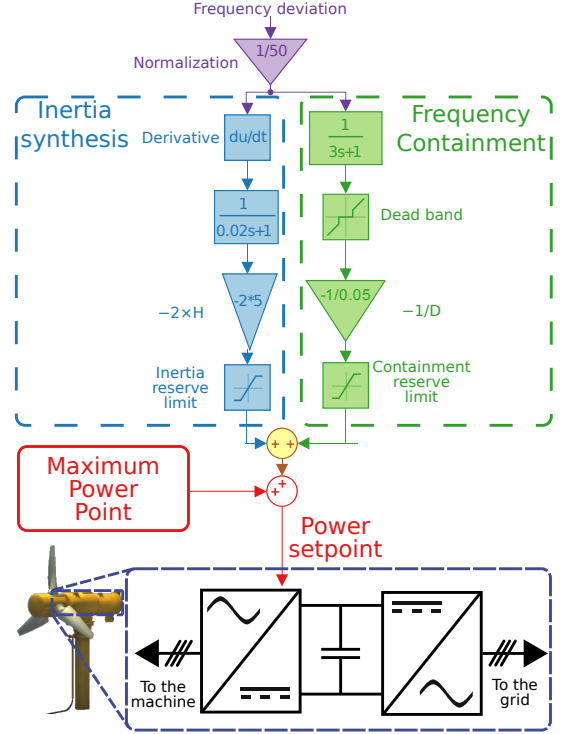 Frequency deviation
1/50
Normalization
Inertia
synthesis
Frequency
Containment
Derivative
du/dt
1
3s+1
Dead band
1
0.02s+1
-2*5
−2×H
-1/0.05
−1/D
Inertia
reserve
limit
Containment
reserve
limit
+ +
Maximum
Power
Point
+
+
Power
setpoint
To the
machine
To the
grid